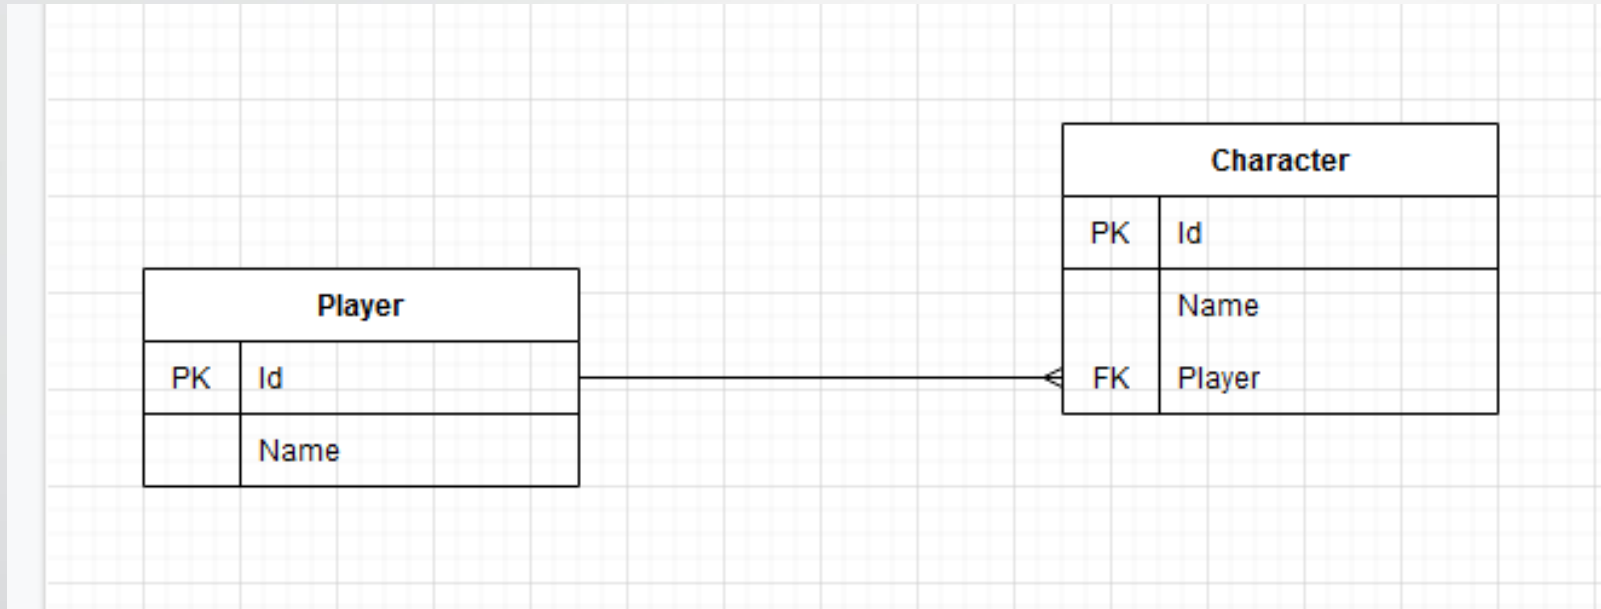 Player
PK Id
Name
Character
PK Id
Name
FK Player